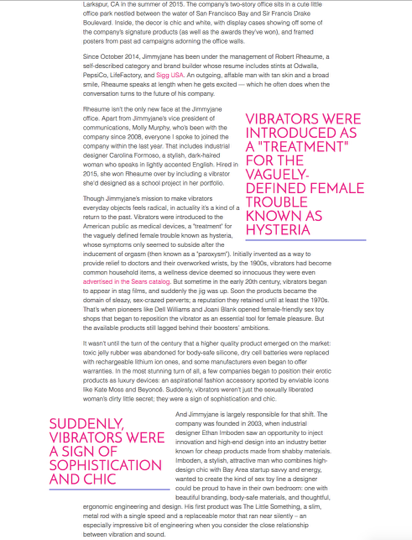 Larkspur, CA in the summer of 2015. The company's two-story office sits in a cute little
office park nestled between the water of San Francisco Bay and Sir Francis Drake
Boulevard. Inside, the decor is chic and white, with display cases showing off some of
the company's signature products (as well as the awards they've won), and framed
posters from past ad campaigns adorning the office walls.
Since October 2014, Jimmyjane has been under the management of Robert Rheaume, a
self-described category and brand builder whose resume includes stints at Odwalla,
PepsiCo, LifeFactory, and Sigg USA. An outgoing, affable man with tan skin and a broad
smile, Rheaume speaks at length when he gets excited — which he often does when the
conversation turns to the future of his company.
Rheaume isn't the only new face at the Jimmyjane
office. Apart from Jimmyjane's vice president of
communications, Molly Murphy, who's been with the
company since 2008, everyone I spoke to joined the
company within the last year. That includes industrial
designer Carolina Formoso, a stylish, dark-haired
woman who speaks in lightly accented English. Hired in
2015, she won Rheaume over by including a vibrator
she'd designed as a school project in her portfolio.
VIBRATORS WERE
INTRODUCED AS
A "TREATMENT"
FOR THE
VAGUELY-
DEFINED FEMALE
TROUBLE
KNOWN AS
HYSTERIA
Though Jimmyjane's mission to make vibrators
everyday objects feels radical, in actuality it's a kind of a
return to the past. Vibrators were introduced to the
American public as medical devices, a "treatment" for
the vaguely defined female trouble known as hysteria,
whose symptoms only seemed to subside after the
inducement of orgasm (then known as a "paroxysm"). Initially invented as a way to
provide relief to doctors and their overworked wrists, by the 1900s, vibrators had become
common household items, a wellness device deemed so innocuous they were even
advertised in the Sears catalog. But sometime in the early 20th century, vibrators began
to appear in stag films, and suddenly the jig was up. Soon the products became the
domain of sleazy, sex-crazed perverts; a reputation they retained until at least the 1970s.
That's when pioneers like Dell Williams and Joani Blank opened female-friendly sex toy
shops that began to reposition the vibrator as an essential tool for female pleasure. But
the available products still lagged behind their boosters' ambitions.
It wasn't until the turn of the century that a higher quality product emerged on the market:
toxic jelly rubber was abandoned for body-safe silicone, dry cell batteries were replaced
with rechargeable lithium ion ones, and some manufacturers even began to offer
warranties. In the most stunning turn of all, a few companies began to position their erotic
products as luxury devices: an aspirational fashion accessory sported by enviable icons
like Kate Moss and Beyoncé. Suddenly, vibrators weren't just the sexually liberated
woman's dirty little secret; they were a sign of sophistication and chic.
SUDDENLY,
VIBRATORS WERE
A SIGN OF
SOPHISTICATION
AND CHIC
And Jimmyjane is largely responsible for that shift. The
company was founded in 2003, when industrial
designer Ethan Imboden saw an opportunity to inject
innovation and high-end design into an industry better
known for cheap products made from shabby materials.
Imboden, a stylish, attractive man who combines high-
design chic with Bay Area startup savvy and energy,
wanted to create the kind of sex toy line a designer
could be proud to have in their own bedroom: one with
beautiful branding, body-safe materials, and thoughtful,
ergonomic engineering and design. His first product was The Little Something, a slim,
metal rod with a single speed and a replaceable motor that ran near silently – an
especially impressive bit of engineering when you consider the close relationship
between vibration and sound.